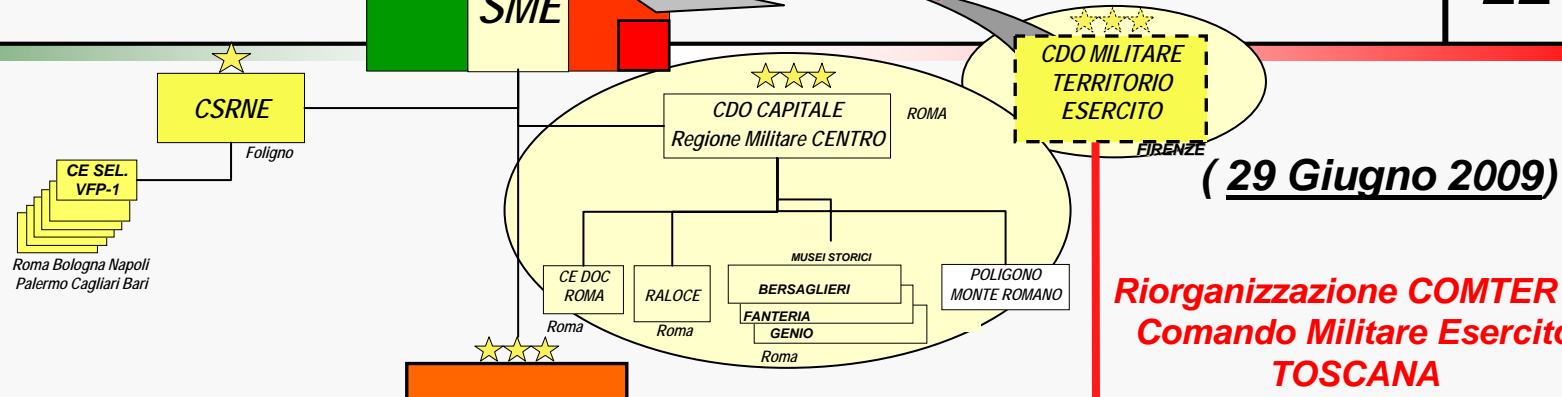 SME
CDO MILITARE
TERRITORIO
ESERCITO
FIRENZE
CSRNE
Foligno
CE SEL.
VFP-1
Roma Bologna Napoli
Palermo Cagliari Bari
CDO CAPITALE
Regione Militare CENTRO
ROMA
CE DOC
ROMA
Roma
RALOCE
Roma
MUSEI STORICI
BERSAGLIERI
FANTERIA
GENIO
Roma
POLIGONO
MONTE ROMANO
( 29 Giugno 2009)
Riorganizzazione COMTER
Comando Militare Esercito
TOSCANA